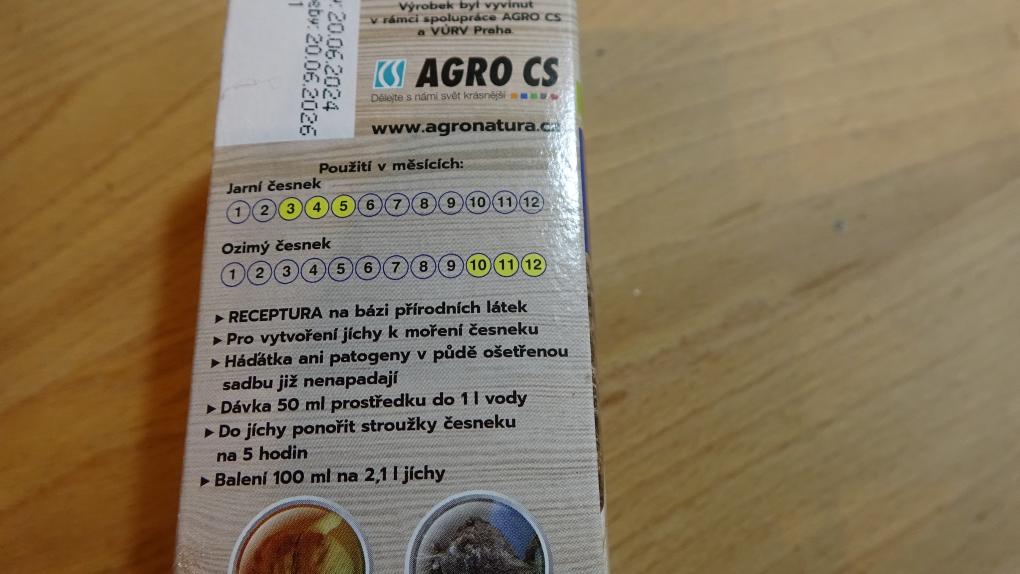 Výrobek byl vyvinut
v rámci spolupráce AGRO CS
a VÚRV Praha.
20.06.2024
20.06.2026
1
AGRO CS
Dělejte s námi svět krásnější
www.agronatura.cz
Použití v měsících:
Jarní česnek
1 2 3 4 5 6 7 8 9 10 11 12
Ozimý česnek
1 2 3 4 5 6 7 8 9 10 11 12
▸ RECEPTURA na bázi přírodních látek
▸ Pro vytvoření jíchy k moření česneku
▸ Háďátka ani patogeny v půdě ošetřenou
sadbu již nenapadají
▸ Dávka 50 ml prostředku do 1 l vody
▸ Do jíchy ponořit stroužky česneku
na 5 hodin
▸ Balení 100 ml na 2,1 l jíchy